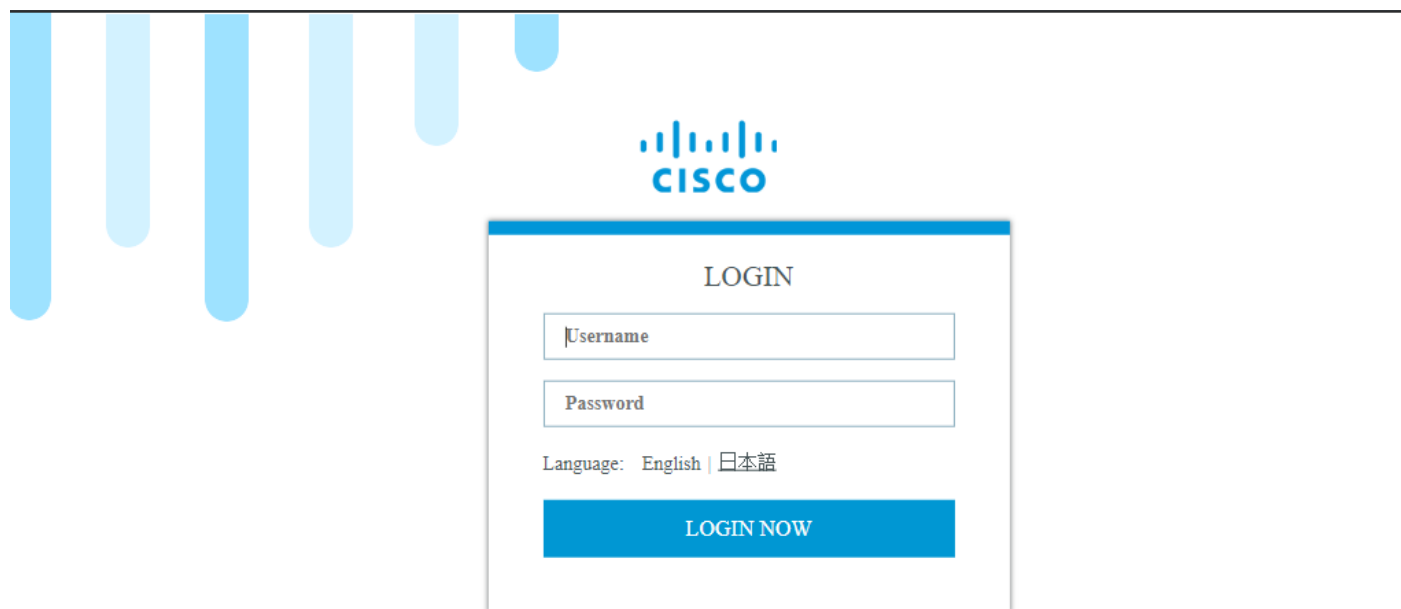 CISCO
LOGIN
Username
Password
Language: English | 日本語
LOGIN NOW